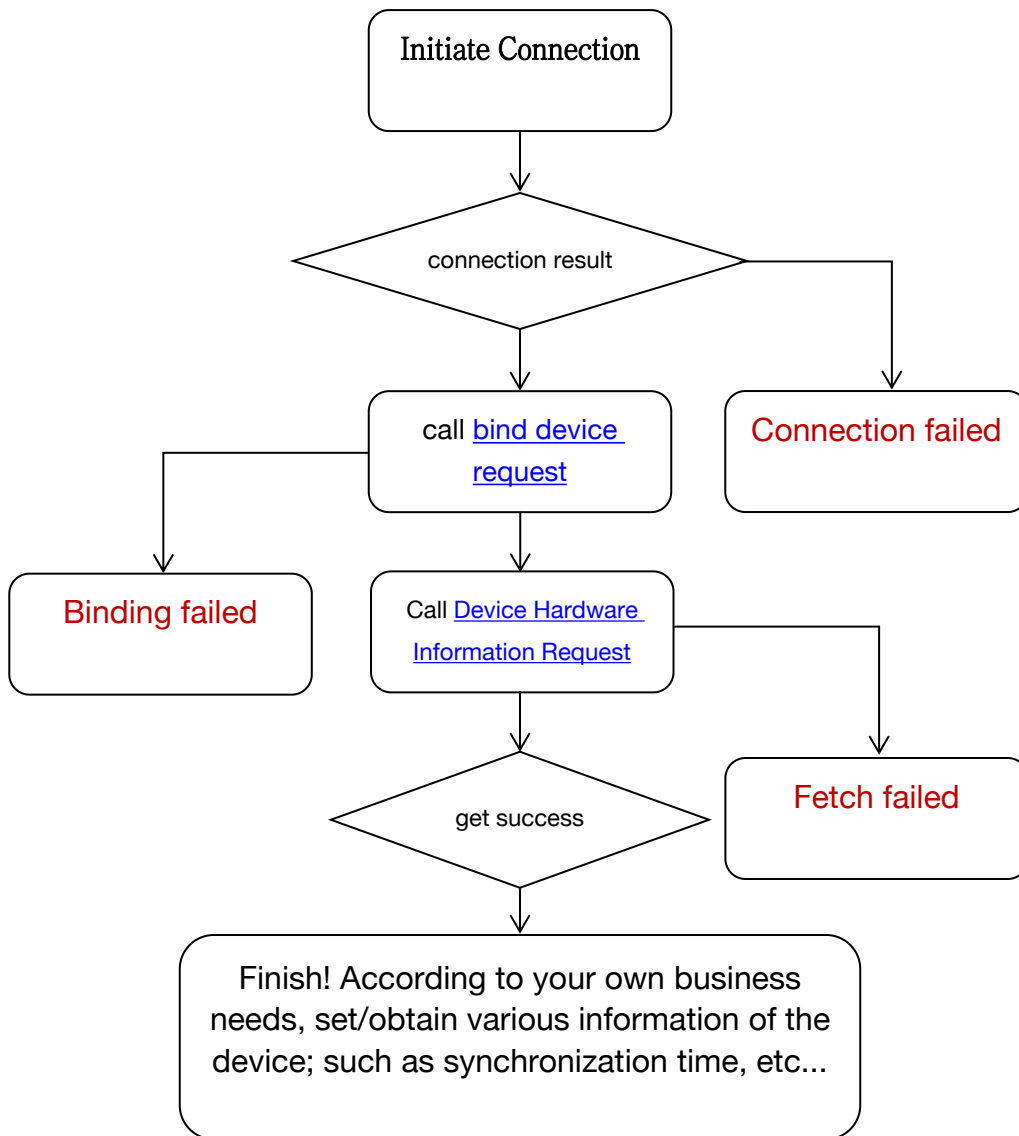 Initiate Connection
connection result
call bind device
request
Connection failed
Binding failed
Call Device Hardware
Information Request
Fetch failed
get success
Finish! According to your own business
needs, set/obtain various information of the
device; such as synchronization time, etc...